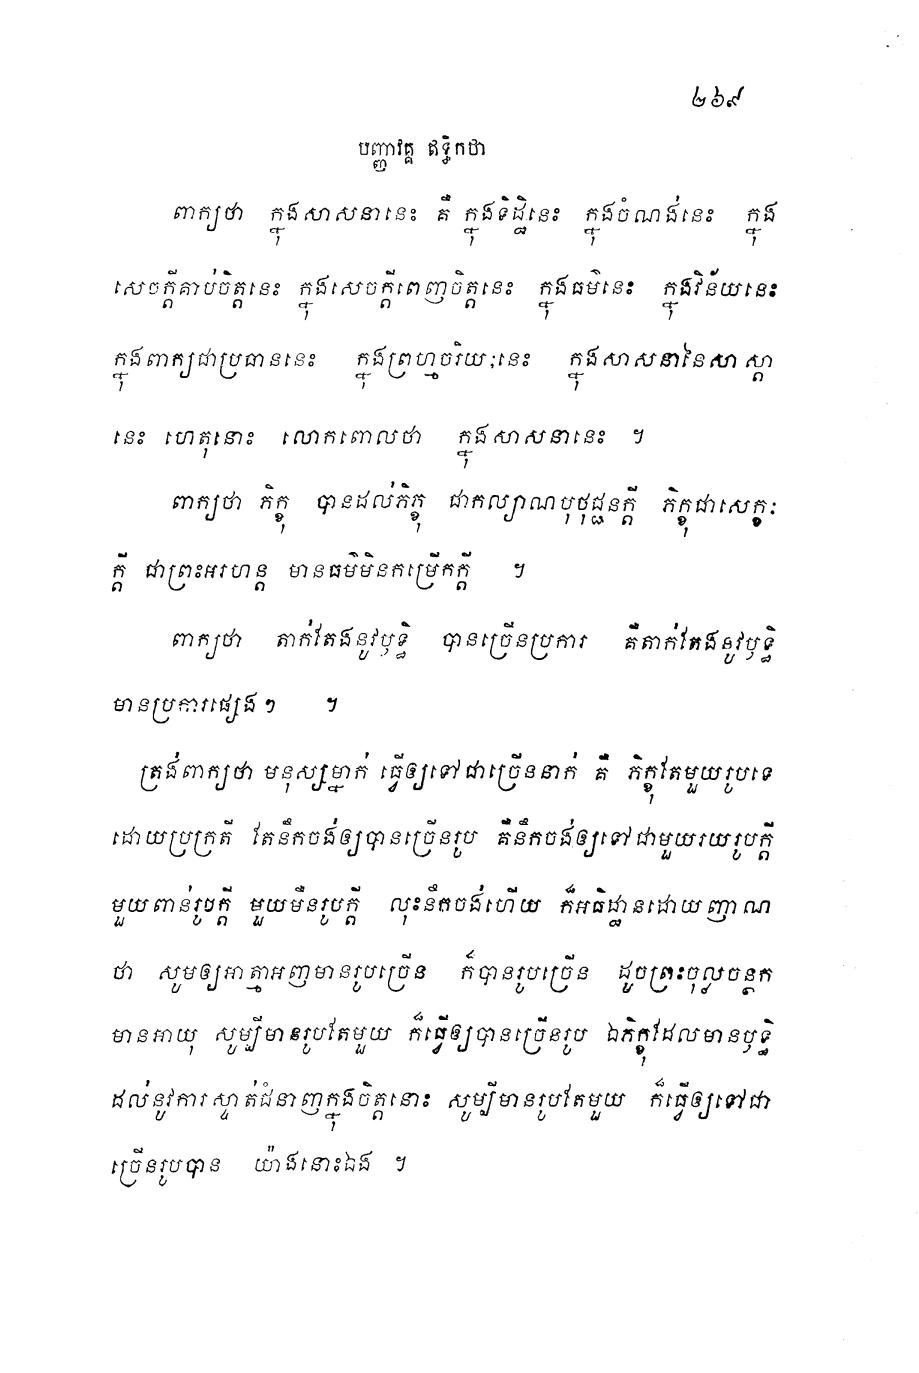 ២៦៩
បញ្ញាវគ្គ ឥទ្ធិកថា
ពាក្យថា ក្នុងសាសនានេះ គឺ ក្នុងទិដ្ឋិនេះ ក្នុងចំណង់នេះ ក្នុង
សេចក្តីគាប់ចិត្តនេះ ក្នុងសេចក្តីពេញចិត្តនេះ ក្នុងធម៌នេះ ក្នុងវិន័យនេះ
ក្នុងពាក្យជាប្រធាននេះ ក្នុងព្រហ្មចរិយៈនេះ ក្នុងសាសនានៃសាស្តា
នេះ ហេតុនោះ លោកពោលថា ក្នុងសាសនានេះ ។
ពាក្យថា ភិក្ខុ បានដល់ភិក្ខុ ជាកល្យាណបុថុជ្ជនក្តី ភិក្ខុជាសេក្ខៈ
ក្តី ជាព្រះអរហន្ត មានធម៌មិនកម្រើកក្តី ។
ពាក្យថា តាក់តែងនូវឫទ្ធិ បានច្រើនប្រការ គឺតាក់តែងនូវឫទ្ធិ
មានប្រការផ្សេងៗ ។
ត្រង់ពាក្យថា មនុស្សម្នាក់ ធ្វើឲ្យទៅជាច្រើននាក់ គឺ ភិក្ខុតែមួយរូបទេ
ដោយប្រក្រតី តែនឹកចង់ឲ្យបានច្រើនរូប គឺនឹកចង់ឲ្យទៅជាមួយរយរូបក្តី
មួយពាន់រូបក្តី មួយមឺនរូបក្តី លុះនឹកចង់ហើយ ក៏អធិដ្ឋានដោយញាណ
ថា សូមឲ្យអាត្មាអញមានរូបច្រើន ក៏បានរូបច្រើន ដូចព្រះចុល្លបន្ថក
មានអាយុ សូម្បីមានរូបតែមួយ ក៏ធ្វើឲ្យបានច្រើនរូប ឯភិក្ខុដែលមានឫទ្ធិ
ដល់នូវការស្ទាត់ជំនាញក្នុងចិត្តនោះ សូម្បីមានរូបតែមួយ ក៏ធ្វើឲ្យទៅជា
ច្រើនរូបបាន យ៉ាងនោះឯង ។